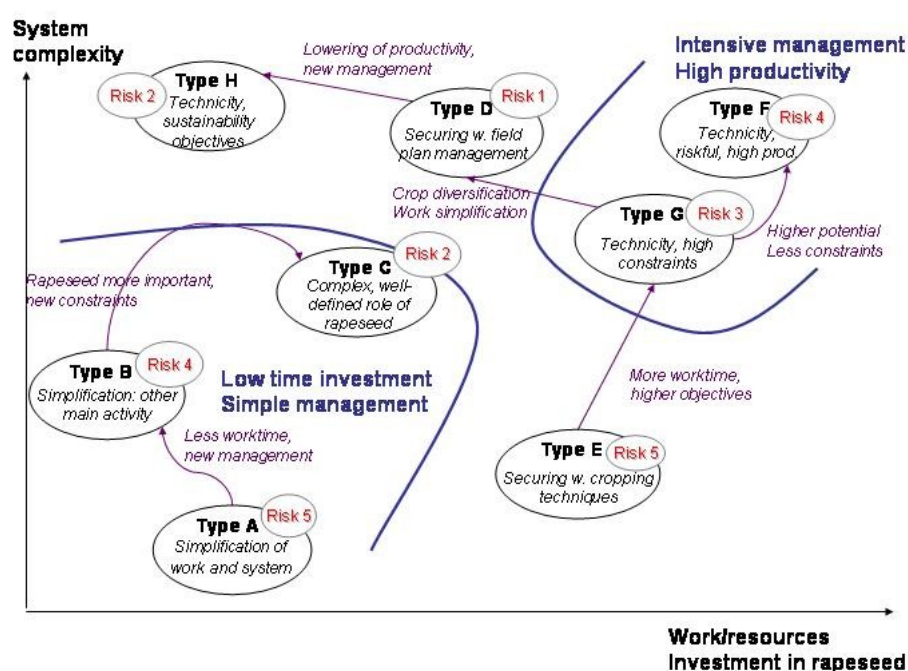 System
complexity
Lowering of productivity,
new management
Intensive management
High productivity
Type H
Risk 2
Technicity,
sustainability
objectives
Type D
Risk 1
Securing w. field
plan management
Type F
Risk 4
Technicity,
riskful, high prod.
Crop diversification
Work simplification
Type G
Risk 3
Technicity, high
constraints
Higher potential
Less constraints
Rapeseed more important,
new constraints
Type C
Risk 2
Complex, well-
defined role of
rapeseed
Type B
Risk 4
Simplification: other
main activity
Low time investment
Simple management
More worktime,
higher objectives
Less worktime,
new management
Type E
Risk 5
Securing w. cropping
techniques
Type A
Risk 5
Simplification of
work and system
Work/resources
Investment in rapeseed